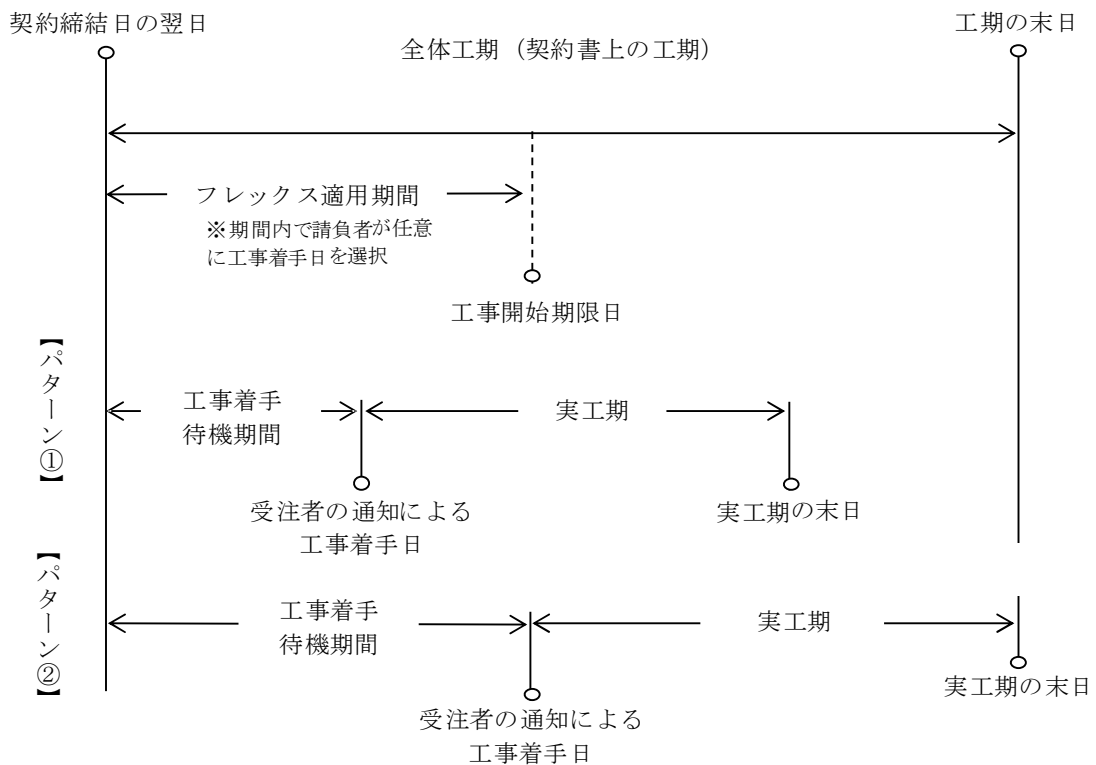 契約締結日の翌日
工期の末日
全体工期（契約書上の工期）
フレックス適用期間
※期間内で請負者が任意
に工事着手日を選択
工事開始期限日
【パターン①】
工事着手
待機期間
実工期
受注者の通知による
工事着手日
実工期の末日
【パターン②】
工事着手
待機期間
実工期
受注者の通知による
工事着手日
実工期の末日